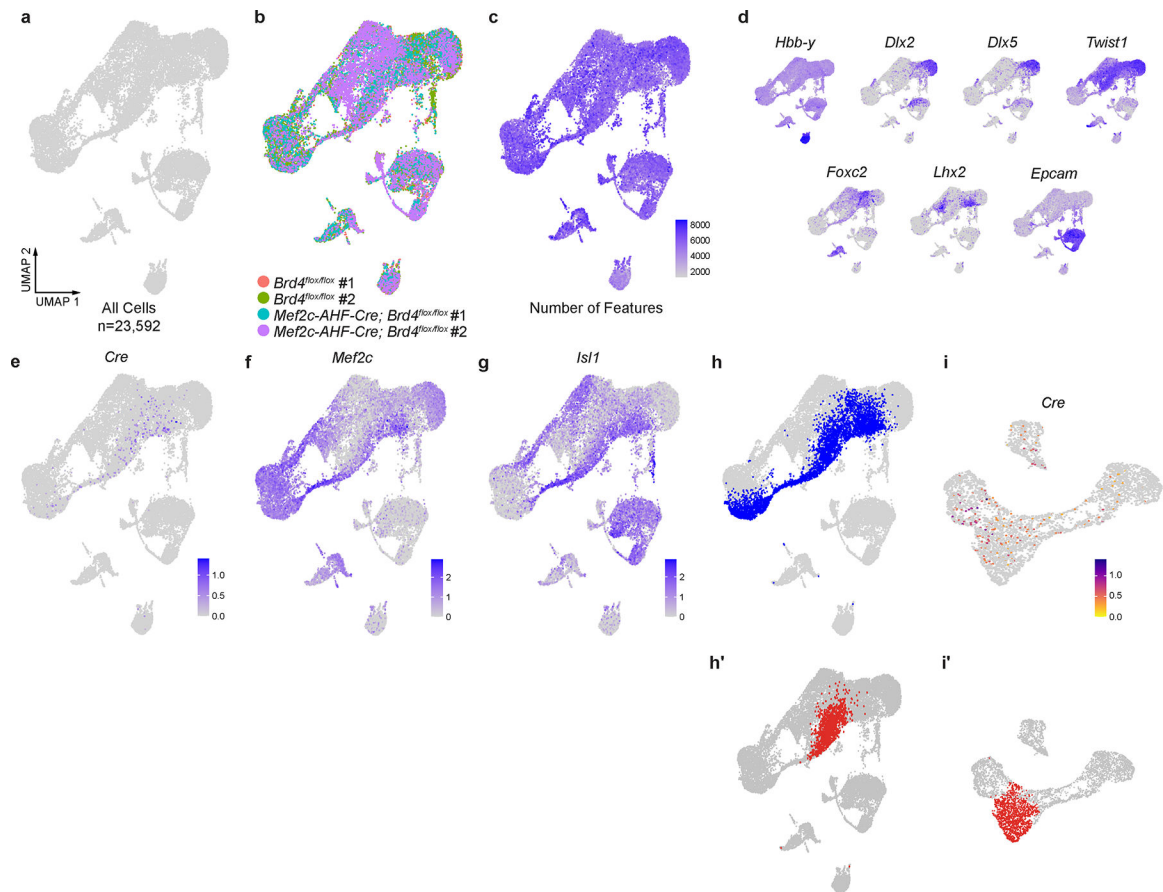 a
UMAP 2
UMAP 1
All Cells
n=23,592
b
Brd4flox/flox #1
Brd4flox/flox #2
Mef2c-AHF-Cre; Brd4flox/flox #1
Mef2c-AHF-Cre; Brd4flox/flox #2
c
8000
6000
4000
2000
Number of Features
d
Hbb-y
Dlx2
Dlx5
Twist1
Foxc2
Lhx2
Epcam
e
Cre
1.0
0.5
0.0
f
Mef2c
2
1
0
g
Isl1
2
1
0
h
i
Cre
1.0
0.5
0.0
h'
i'